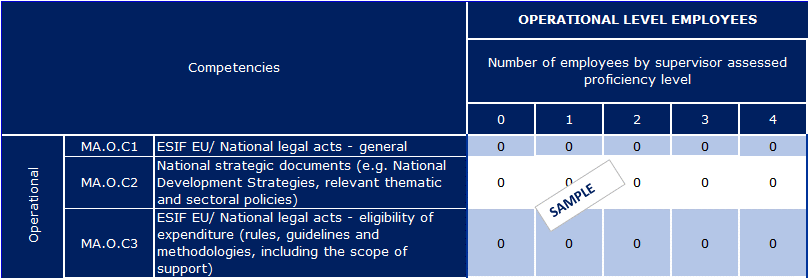 OPERATIONAL LEVEL EMPLOYEES
Competencies
Number of employees by supervisor assessed
proficiency level
0 1 2 3 4
Operational
MA.O.C1 ESIF EU/ National legal acts - general 0 0 0 0 0
MA.O.C2 National strategic documents (e.g. National
Development Strategies, relevant thematic
and sectoral policies) 0 0 0 0 0
SAMPLE
MA.O.C3 ESIF EU/ National legal acts - eligibility of
expenditure (rules, guidelines and
methodologies, including the scope of
support) 0 0 0 0 0